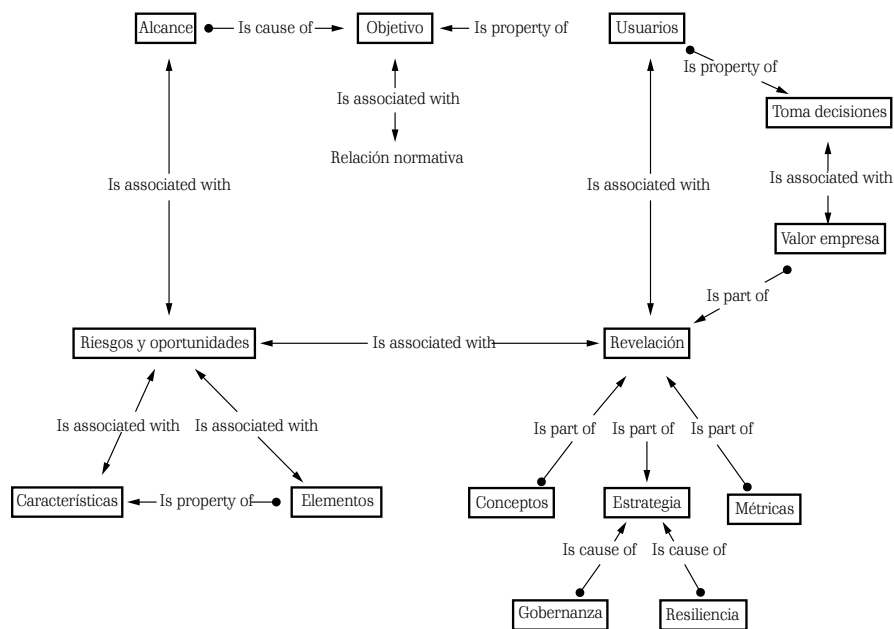 Alcance
Is cause of
Objetivo
Is property of
Usuarios
Is property of
Is associated with
Toma decisiones
Relación normativa
Is associated with
Is associated with
Is associated with
Valor empresa
Is part of
Riesgos y oportunidades
Is associated with
Revelación
Is associated with
Is associated with
Is part of
Is part of
Is part of
Características
Is property of
Elementos
Conceptos
Estrategia
Métricas
Is cause of
Is cause of
Gobernanza
Resiliencia